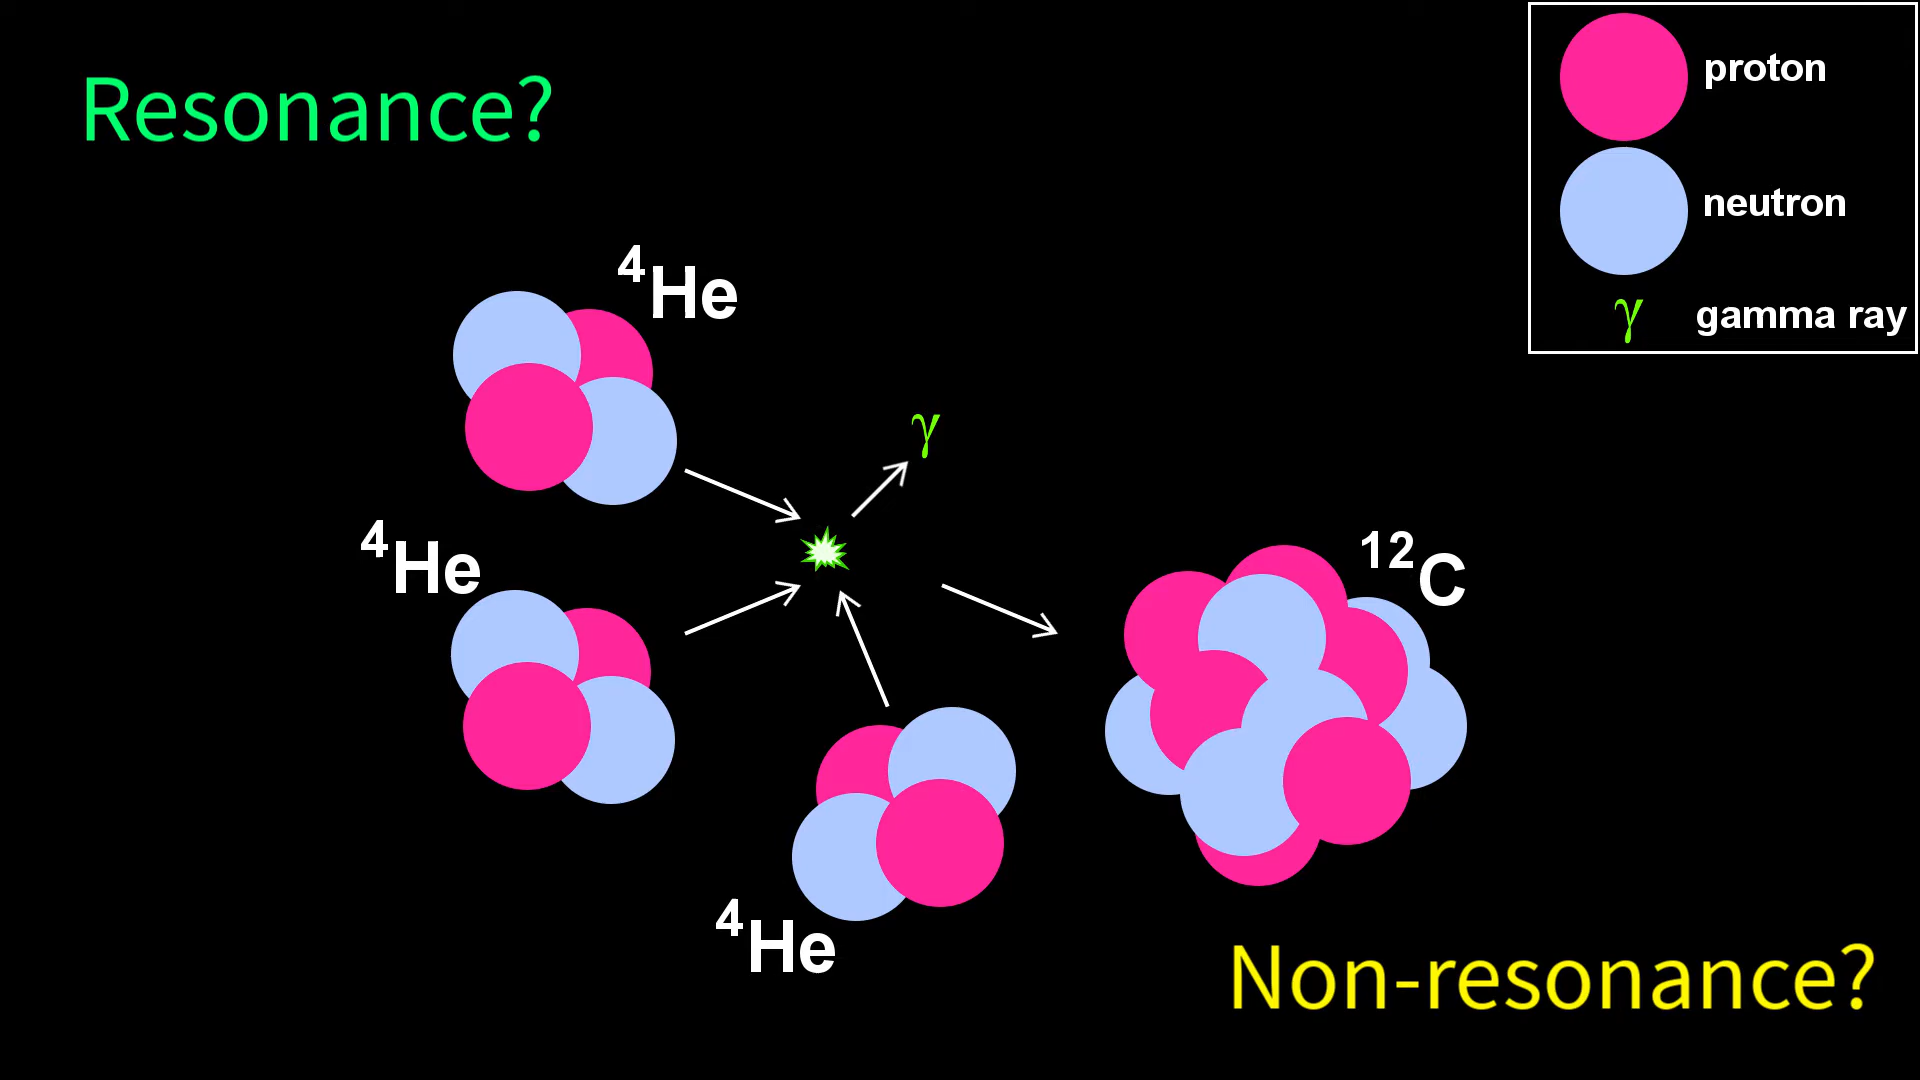 Resonance?
proton
neutron
γ gamma ray
⁴He
γ
⁴He
¹²C
⁴He
Non-resonance?